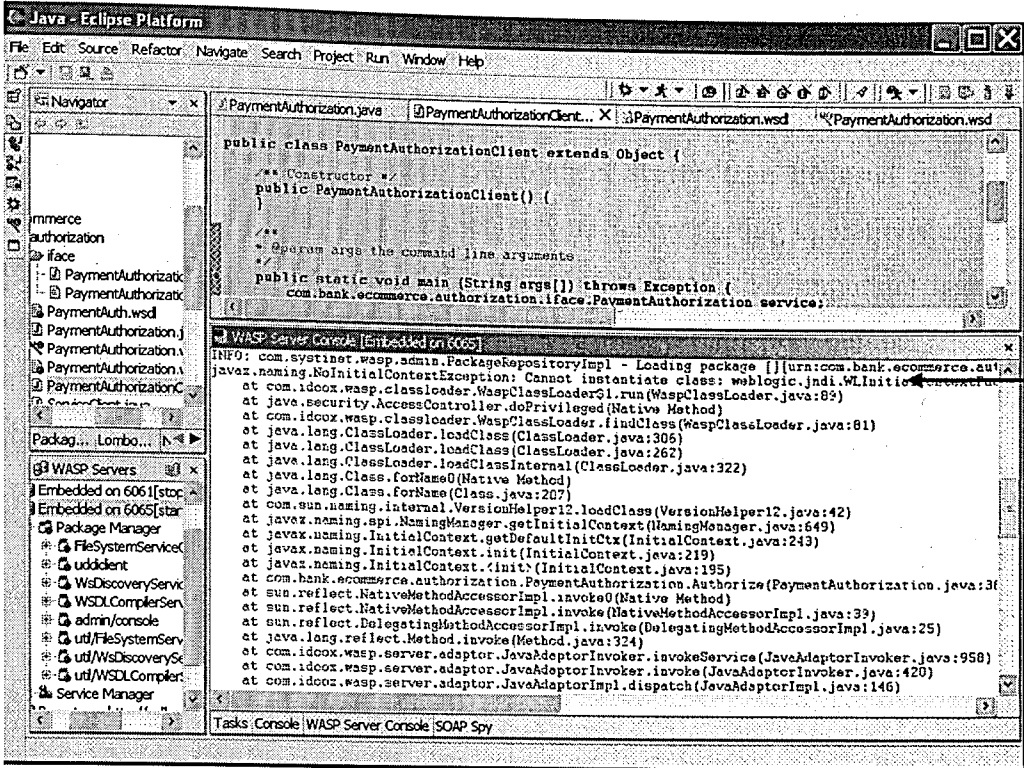 Java - Eclipse Platform
File Edit Source Refactor Navigate Search Project Run Window Help
Navigator
mmerce
authorization
iface
PaymentAuthorizatic
PaymentAuthorizatic
PaymentAuth.wsdl
PaymentAuthorization.j
PaymentAuthorization.v
PaymentAuthorization.v
PaymentAuthorizationC
ServiceClient.java
Packag... Lombo... N
WASP Servers
Embedded on 6061[stop
Embedded on 6065[star
Package Manager
FileSystemServiceC
uddiclient
WsDiscoveryServic
WSDLCompilerServ
admin/console
util/FileSystemServ
util/WsDiscoverySe
util/WSDLCompilerS
Service Manager
PaymentAuthorization.java PaymentAuthorizationClient... PaymentAuthorization.wsdl PaymentAuthorization.wsd
public class PaymentAuthorizationClient extends Object {
/** Constructor */
public PaymentAuthorizationClient() {
}
/**
* @param args the command line arguments
*/
public static void main (String args[]) throws Exception {
com.bank.ecommerce.authorization.iface.PaymentAuthorization service;
WASP Server Console [Embedded on 6065]
INFO: com.systinet.wasp.admin.PackageRepositoryImpl - Loading package [][urn:com.bank.ecommerce.aut
javax.naming.NoInitialContextException: Cannot instantiate class: weblogic.jndi.WLInitialContextFac
at com.idoox.wasp.classloader.WaspClassLoader$1.run(WaspClassLoader.java:89)
at java.security.AccessController.doPrivileged(Native Method)
at com.idoox.wasp.classloader.WaspClassLoader.findClass(WaspClassLoader.java:81)
at java.lang.ClassLoader.loadClass(ClassLoader.java:306)
at java.lang.ClassLoader.loadClass(ClassLoader.java:262)
at java.lang.ClassLoader.loadClassInternal(ClassLoader.java:322)
at java.lang.Class.forName0(Native Method)
at java.lang.Class.forName(Class.java:207)
at com.sun.naming.internal.VersionHelper12.loadClass(VersionHelper12.java:42)
at javax.naming.spi.NamingManager.getInitialContext(NamingManager.java:649)
at javax.naming.InitialContext.getDefaultInitCtx(InitialContext.java:243)
at javax.naming.InitialContext.init(InitialContext.java:219)
at javax.naming.InitialContext.<init>(InitialContext.java:195)
at com.bank.ecommerce.authorization.PaymentAuthorization.Authorize(PaymentAuthorization.java:36
at sun.reflect.NativeMethodAccessorImpl.invoke0(Native Method)
at sun.reflect.NativeMethodAccessorImpl.invoke(NativeMethodAccessorImpl.java:39)
at sun.reflect.DelegatingMethodAccessorImpl.invoke(DelegatingMethodAccessorImpl.java:25)
at java.lang.reflect.Method.invoke(Method.java:324)
at com.idoox.wasp.server.adaptor.JavaAdaptorInvoker.invokeService(JavaAdaptorInvoker.java:958)
at com.idoox.wasp.server.adaptor.JavaAdaptorInvoker.invoke(JavaAdaptorInvoker.java:420)
at com.idoox.wasp.server.adaptor.JavaAdaptorImpl.dispatch(JavaAdaptorImpl.java:146)
Tasks Console WASP Server Console SOAP Spy